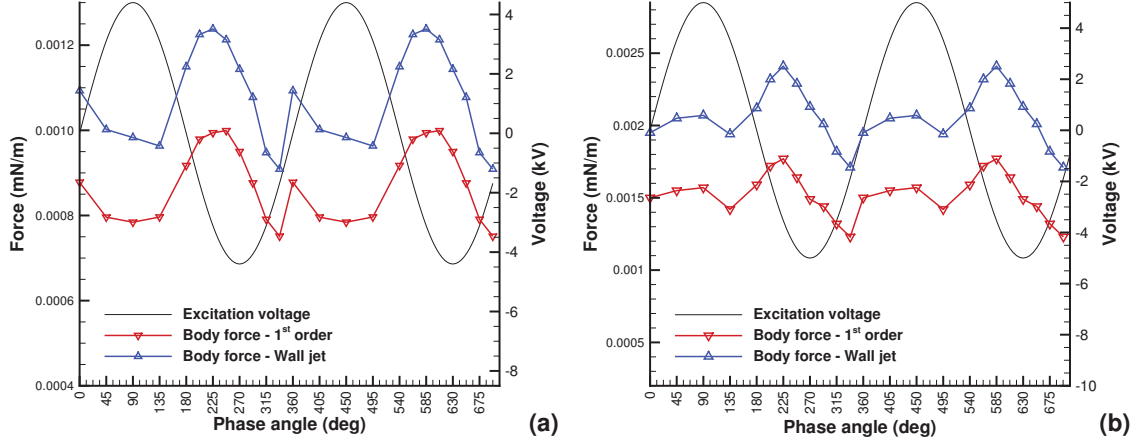 0.0012
0.0010
0.0008
0.0006
0.0004
Force (mN/m)
4
2
0
-2
-4
-6
-8
Voltage (kV)
Excitation voltage
Body force - 1st order
Body force - Wall jet
0 45 90 135 180 225 270 315 360 405 450 495 540 585 630 675
Phase angle (deg)
(a)
0.0025
0.002
0.0015
0.001
0.0005
Force (mN/m)
4
2
0
-2
-4
-6
-8
-10
Voltage (kV)
Excitation voltage
Body force - 1st order
Body force - Wall jet
0 45 90 135 180 225 270 315 360 405 450 495 540 585 630 675
Phase angle (deg)
(b)